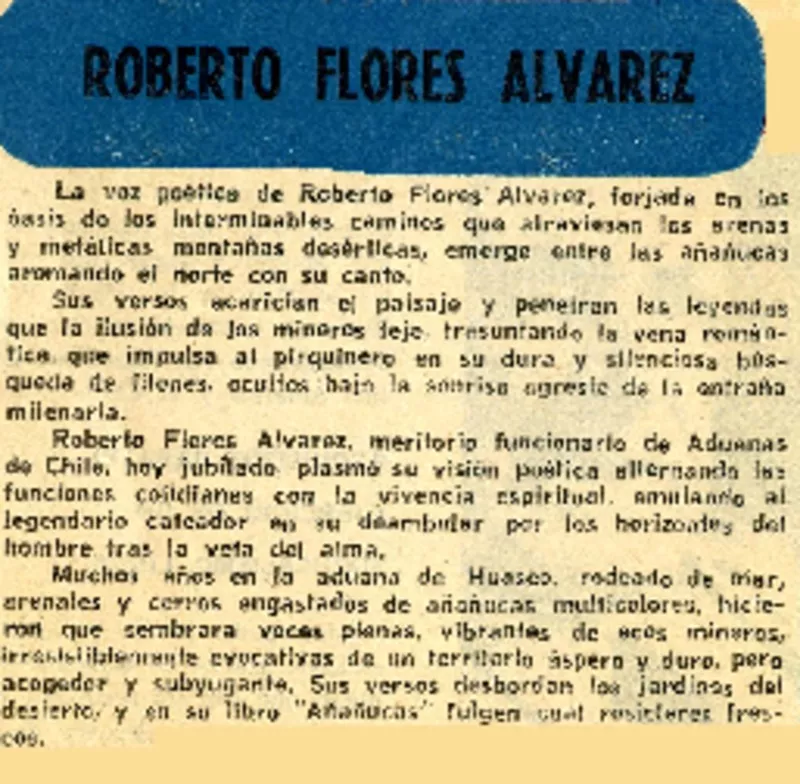 ROBERTO FLORES ALVAREZ
La voz poética de Roberto Flores Alvarez, forjada en los
oasis de los interminables caminos que atraviesan las arenas
y metálicas montañas desérticas, emerge entre las añañucas
aromando el norte con su canto.
Sus versos acarician el paisaje y penetran las leyendas
que la ilusión de los mineros teje, trasuntando la vena román-
tica que impulsa al pirquinero en su dura y silenciosa bús-
queda de filones, ocultos bajo la sonrisa agreste de la entraña
milenaria.
Roberto Flores Alvarez, meritorio funcionario de Aduanas
de Chile, hoy jubilado, plasmó su visión poética alternando las
funciones cotidianas con la vivencia espiritual, emulando al
legendario cateador en su deambular por los horizontes del
hombre tras la veta del alma.
Muchos años en la aduana de Huasco, rodeado de mar,
arenales y cerros engastados de añañucas multicolores, hicie-
ron que sembrara voces plenas, vibrantes de ecos mineros,
irresistiblemente evocativas de un territorio áspero y duro, pero
acogedor y subyugante. Sus versos desbordan los jardines del
desierto, y en su libro "Añañucas" fulgen cual rosicleres fres-
cos.